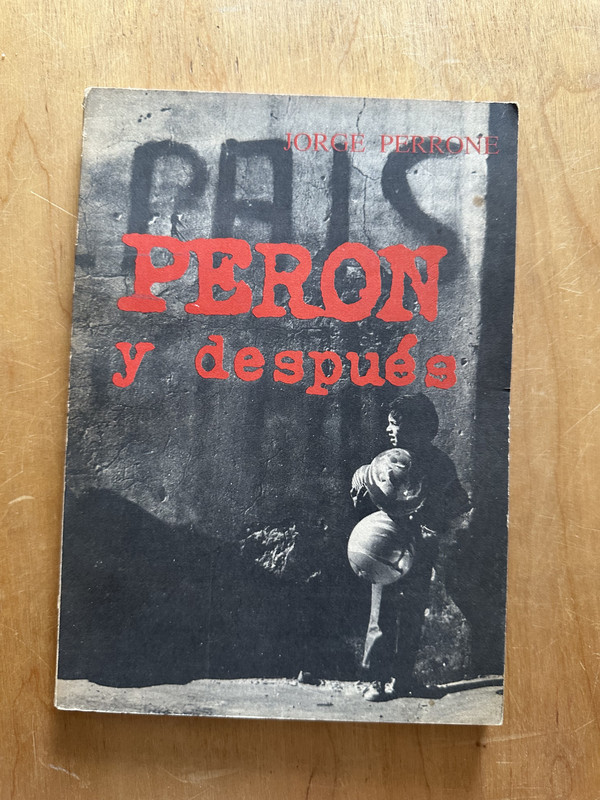 JORGE PERRONE
PAIS
PERON
y después